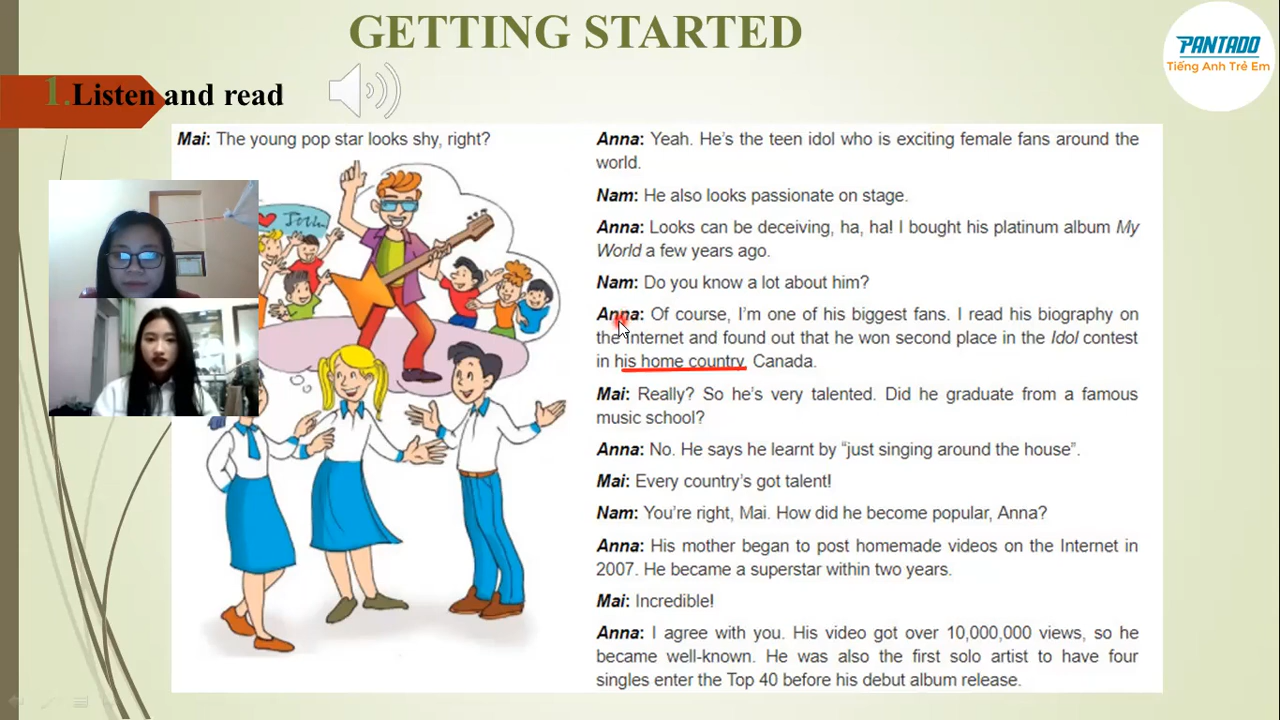 GETTING STARTED
PANTADO
Tiếng Anh Trẻ Em
1.Listen and read
Mai: The young pop star looks shy, right?
Anna: Yeah. He's the teen idol who is exciting female fans around the
world.
Nam: He also looks passionate on stage.
Anna: Looks can be deceiving, ha, ha! I bought his platinum album My
World a few years ago.
Nam: Do you know a lot about him?
Anna: Of course, I'm one of his biggest fans. I read his biography on
the Internet and found out that he won second place in the Idol contest
in his home country Canada.
Mai: Really? So he's very talented. Did he graduate from a famous
music school?
Anna: No. He says he learnt by “just singing around the house”.
Mai: Every country's got talent!
Nam: You're right, Mai. How did he become popular, Anna?
Anna: His mother began to post homemade videos on the Internet in
2007. He became a superstar within two years.
Mai: Incredible!
Anna: I agree with you. His video got over 10,000,000 views, so he
became well-known. He was also the first solo artist to have four
singles enter the Top 40 before his debut album release.